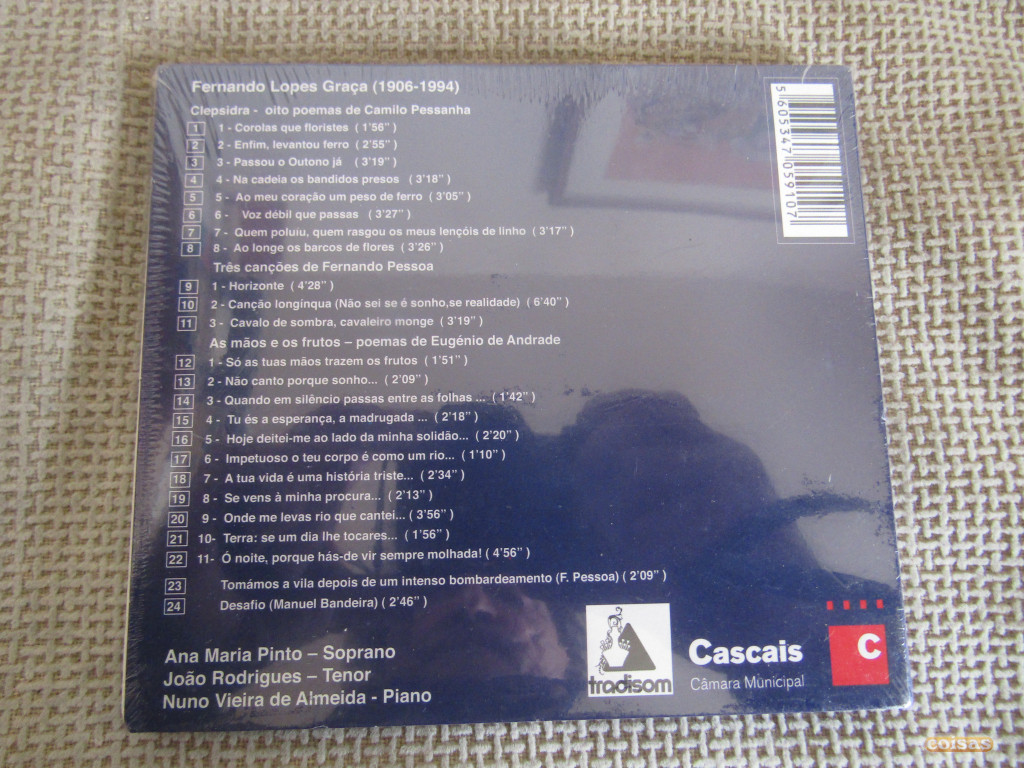 Fernando Lopes Graça (1906-1994)
Clepsidra - oito poemas de Camilo Pessanha
1 1 - Corolas que floristes ( 1'56" )
2 2 - Enfim, levantou ferro ( 2'55" )
3 3 - Passou o Outono já ( 3'19" )
4 4 - Na cadeia os bandidos presos ( 3'18" )
5 5 - Ao meu coração um peso de ferro ( 3'05" )
6 6 - Voz débil que passas ( 3'27" )
7 7 - Quem poluíu, quem rasgou os meus lençóis de linho ( 3'17" )
8 8 - Ao longe os barcos de flores ( 3'26" )
Três canções de Fernando Pessoa
9 1 - Horizonte ( 4'28" )
10 2 - Canção longínqua (Não sei se é sonho,se realidade) ( 6'40" )
11 3 - Cavalo de sombra, cavaleiro monge ( 3'19" )
As mãos e os frutos – poemas de Eugénio de Andrade
12 1 - Só as tuas mãos trazem os frutos ( 1'51" )
13 2 - Não canto porque sonho... ( 2'09" )
14 3 - Quando em silêncio passas entre as folhas ... ( 1'42" )
15 4 - Tu és a esperança, a madrugada ... ( 2'18" )
16 5 - Hoje deitei-me ao lado da minha solidão... ( 2'20" )
17 6 - Impetuoso o teu corpo é como um rio... ( 1'10" )
18 7 - A tua vida é uma história triste... ( 2'34" )
19 8 - Se vens à minha procura... ( 2'13" )
20 9 - Onde me levas rio que cantei... ( 3'56" )
21 10- Terra: se um dia lhe tocares... ( 1'56" )
22 11- Ó noite, porque hás-de vir sempre molhada! ( 4'56" )
23 Tomámos a vila depois de um intenso bombardeamento (F. Pessoa) ( 2'09" )
24 Desafio (Manuel Bandeira) ( 2'46" )
Ana Maria Pinto – Soprano
João Rodrigues – Tenor
Nuno Vieira de Almeida - Piano
tradisom
Cascais
Câmara Municipal
C
5 605347 059107
coisas